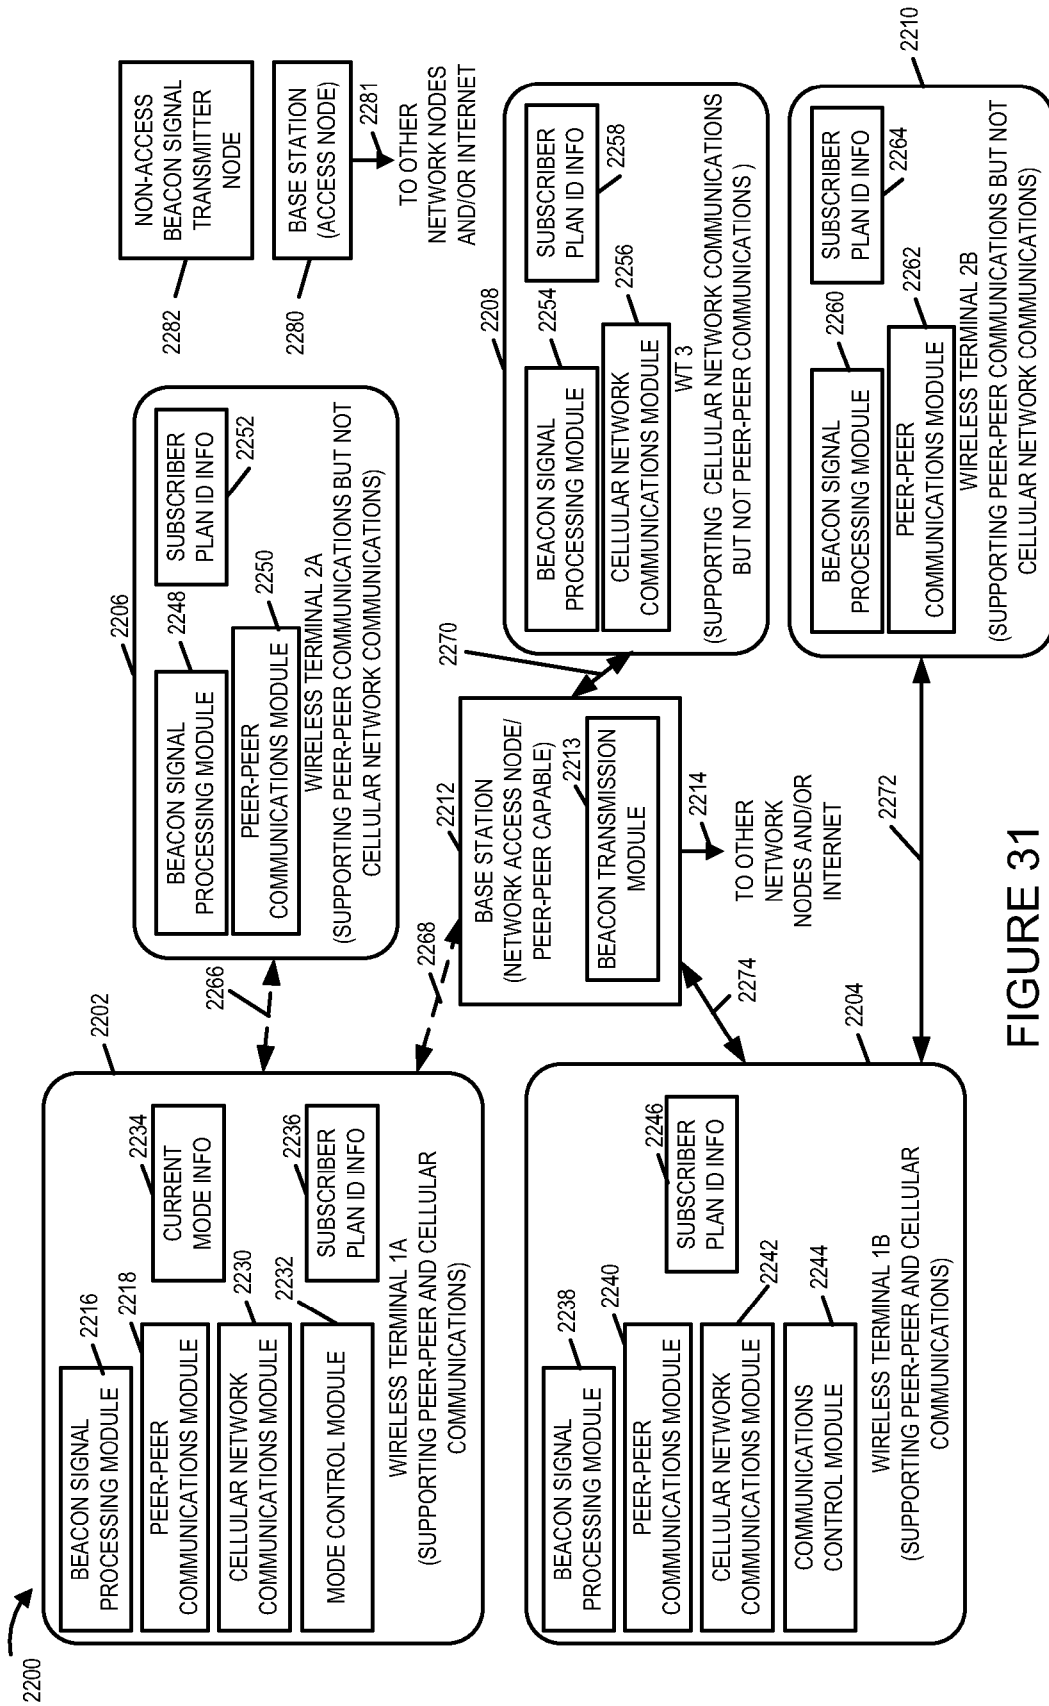 2200
2202
BEACON SIGNAL
PROCESSING MODULE
2216
2218
PEER-PEER
COMMUNICATIONS MODULE
CELLULAR NETWORK
COMMUNICATIONS MODULE
2230
MODE CONTROL MODULE
2232
2234
CURRENT
MODE INFO
2236
SUBSCRIBER
PLAN ID INFO
WIRELESS TERMINAL 1A
(SUPPORTING PEER-PEER AND CELLULAR
COMMUNICATIONS)
2266
2206
BEACON SIGNAL
PROCESSING MODULE
2248
PEER-PEER
COMMUNICATIONS MODULE
2250
SUBSCRIBER
PLAN ID INFO
2252
WIRELESS TERMINAL 2A
(SUPPORTING PEER-PEER COMMUNICATIONS BUT NOT
CELLULAR NETWORK COMMUNICATIONS)
2282
NON-ACCESS
BEACON SIGNAL
TRANSMITTER
NODE
2280
BASE STATION
(ACCESS NODE)
2281
TO OTHER
NETWORK NODES
AND/OR INTERNET
2268
2212
BASE STATION
(NETWORK ACCESS NODE/
PEER-PEER CAPABLE)
2213
BEACON TRANSMISSION
MODULE
2214
TO OTHER
NETWORK
NODES AND/OR
INTERNET
2270
2274
2208
BEACON SIGNAL
PROCESSING MODULE
2254
CELLULAR NETWORK
COMMUNICATIONS MODULE
2256
SUBSCRIBER
PLAN ID INFO
2258
WT 3
(SUPPORTING CELLULAR NETWORK COMMUNICATIONS
BUT NOT PEER-PEER COMMUNICATIONS )
2204
BEACON SIGNAL
PROCESSING MODULE
2238
2240
PEER-PEER
COMMUNICATIONS MODULE
CELLULAR NETWORK
COMMUNICATIONS MODULE
2242
COMMUNICATIONS
CONTROL MODULE
2244
2246
SUBSCRIBER
PLAN ID INFO
WIRELESS TERMINAL 1B
(SUPPORTING PEER-PEER AND CELLULAR
COMMUNICATIONS)
2272
2210
BEACON SIGNAL
PROCESSING MODULE
2260
PEER-PEER
COMMUNICATIONS MODULE
2262
SUBSCRIBER
PLAN ID INFO
2264
WIRELESS TERMINAL 2B
(SUPPORTING PEER-PEER COMMUNICATIONS BUT NOT
CELLULAR NETWORK COMMUNICATIONS)
FIGURE 31